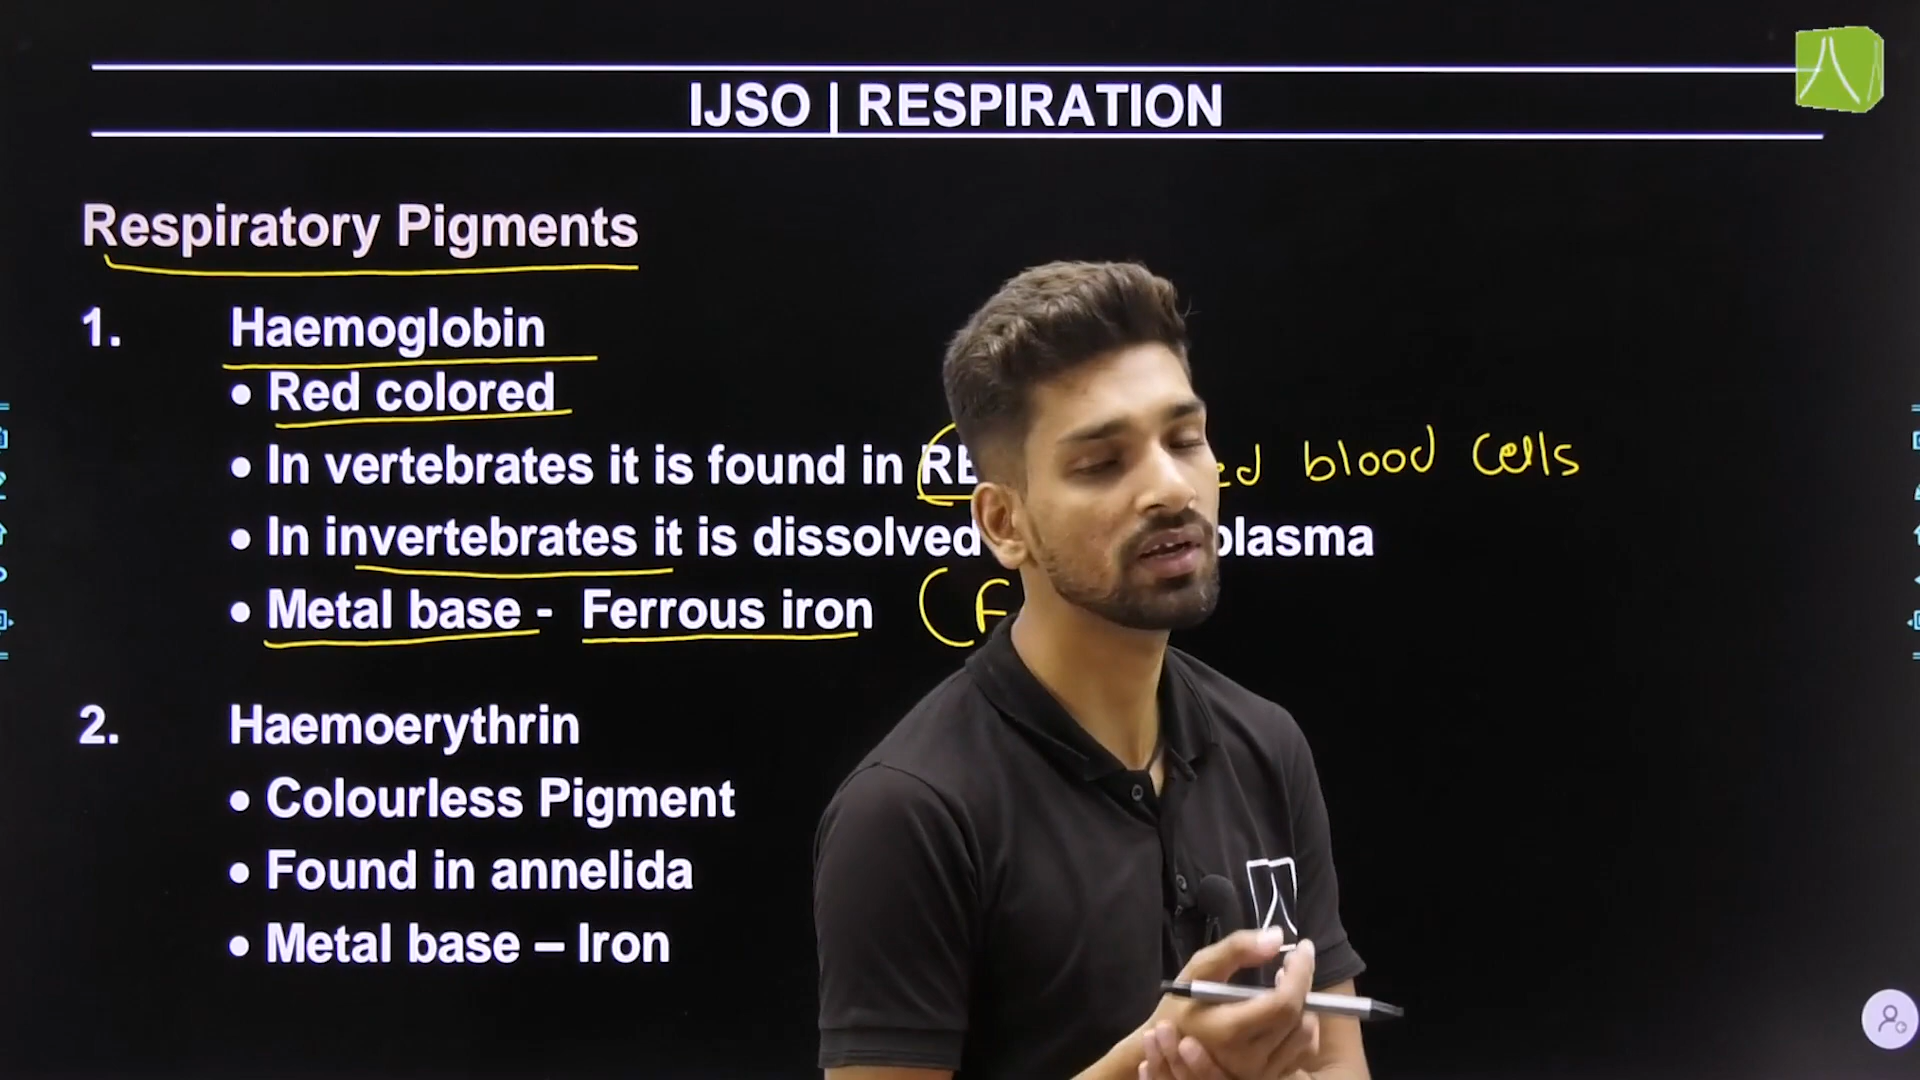 IJSO | RESPIRATION
Respiratory Pigments
1. Haemoglobin
• Red colored
• In vertebrates it is found in blood cells
• In invertebrates it is dissolved plasma
• Metal base - Ferrous iron (F
2. Haemoerythrin
• Colourless Pigment
• Found in annelida
• Metal base – Iron